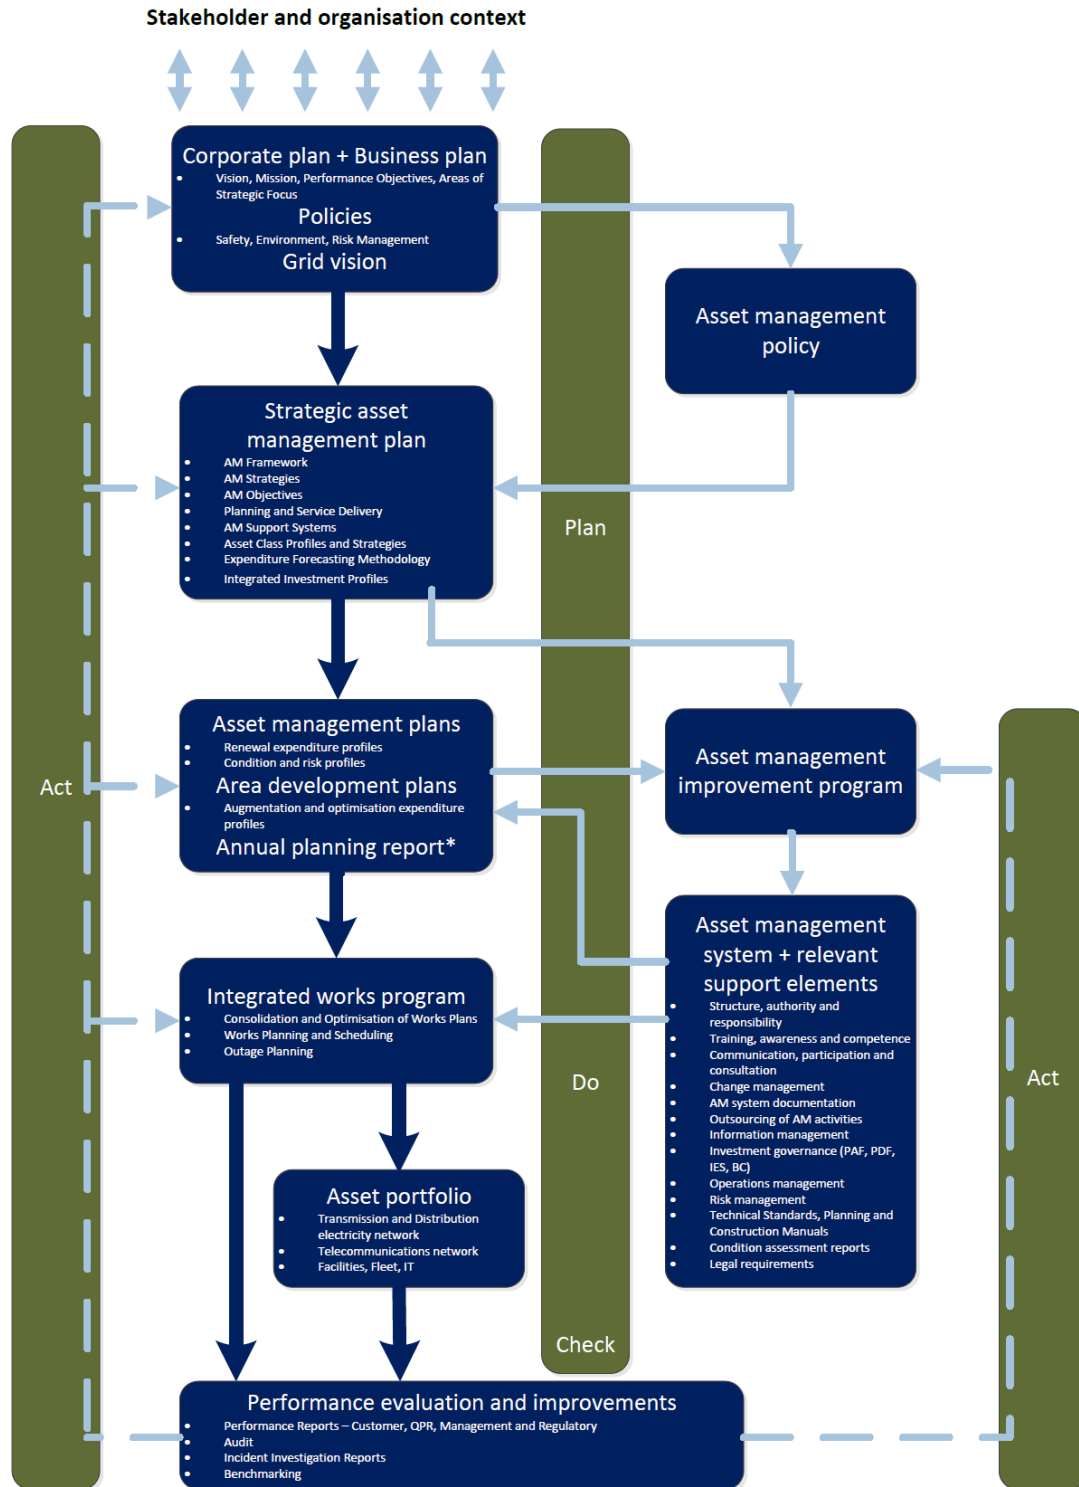 Stakeholder and organisation context
Corporate plan + Business plan
• Vision, Mission, Performance Objectives, Areas of
Strategic Focus
Policies
• Safety, Environment, Risk Management
Grid vision
Asset management
policy
Strategic asset
management plan
• AM Framework
• AM Strategies
• AM Objectives
• Planning and Service Delivery
• AM Support Systems
• Asset Class Profiles and Strategies
• Expenditure Forecasting Methodology
• Integrated Investment Profiles
Plan
Asset management plans
• Renewal expenditure profiles
• Condition and risk profiles
Area development plans
• Augmentation and optimisation expenditure
profiles
Annual planning report*
Asset management
improvement program
Act
Integrated works program
• Consolidation and Optimisation of Works Plans
• Works Planning and Scheduling
• Outage Planning
Asset management
system + relevant
support elements
• Structure, authority and
responsibility
• Training, awareness and competence
• Communication, participation and
consultation
• Change management
• AM system documentation
• Outsourcing of AM activities
• Information management
• Investment governance (PAF, PDF,
IES, BC)
• Operations management
• Risk management
• Technical Standards, Planning and
Construction Manuals
• Condition assessment reports
• Legal requirements
Do
Act
Asset portfolio
• Transmission and Distribution
electricity network
• Telecommunications network
• Facilities, Fleet, IT
Check
Performance evaluation and improvements
• Performance Reports – Customer, QPR, Management and Regulatory
• Audit
• Incident Investigation Reports
• Benchmarking